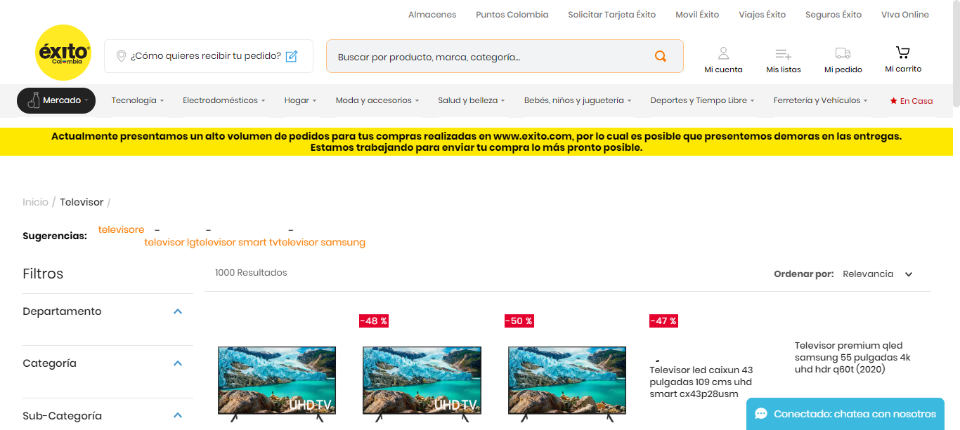 Almacenes Puntos Colombia Solicitar Tarjeta Éxito Movil Éxito Viajes Éxito Seguros Éxito VIva Online
éxito
Colombia
¿Cómo quieres recibir tu pedido?
Buscar por producto, marca, categoría...
Mi cuenta Mis listas Mi pedido Mi carrito
Mercado Tecnología Electrodomésticos Hogar Moda y accesorios Salud y belleza Bebés, niños y juguetería Deportes y Tiempo Libre Ferretería y Vehículos En Casa
Actualmente presentamos un alto volumen de pedidos para tus compras realizadas en www.exito.com, por lo cual es posible que presentemos demoras en las entregas.
Estamos trabajando para enviar tu compra lo más pronto posible.
Inicio / Televisor /
Sugerencias: televisore - - -
televisor lgtelevisor smart tvtelevisor samsung
Filtros
1000 Resultados
Ordenar por: Relevancia
Departamento
Categoría
Sub-Categoría
-48 %
-50 %
-47 %
UHD TV
UHD TV
Televisor led caixun 43
pulgadas 109 cms uhd
smart cx43p28usm
Televisor premium qled
samsung 55 pulgadas 4k
uhd hdr q60t (2020)
Conectado: chatea con nosotros